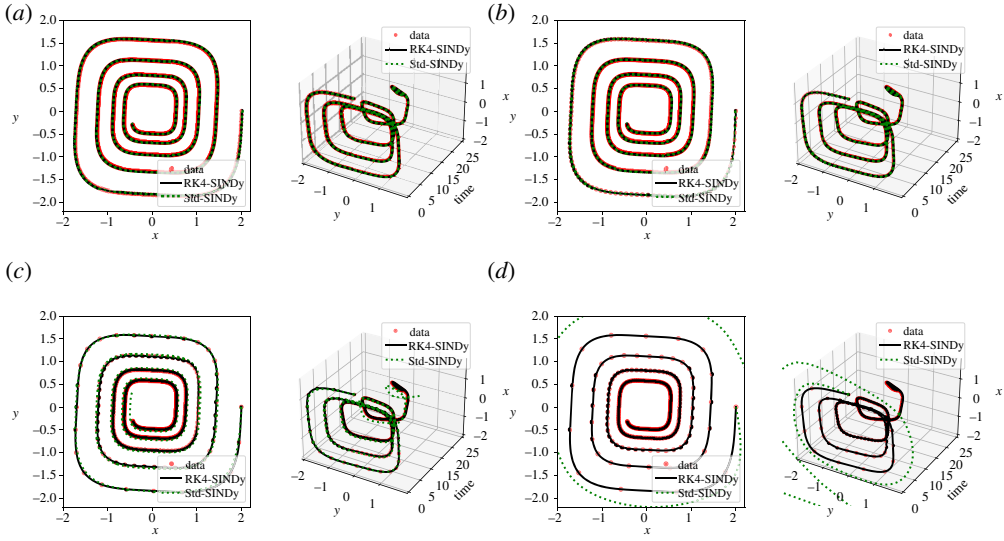 (a)
2.0
1.5
1.0
0.5
0
−0.5
−1.0
−1.5
−2.0
y
−2
−1
0
1
2
x
data
RK4-SINDy
Std-SINDy
data
RK4-SINDy
Std-SINDy
1
0
−1
−2
x
−2
−1
0
1
y
0
5
10
15
20
25
time
(b)
2.0
1.5
1.0
0.5
0
−0.5
−1.0
−1.5
−2.0
y
−2
−1
0
1
2
x
data
RK4-SINDy
Std-SINDy
data
RK4-SINDy
Std-SINDy
1
0
−1
−2
x
−2
−1
0
1
y
0
5
10
15
20
25
time
(c)
2.0
1.5
1.0
0.5
0
−0.5
−1.0
−1.5
−2.0
y
−2
−1
0
1
2
x
data
RK4-SINDy
Std-SINDy
data
RK4-SINDy
Std-SINDy
1
0
−1
−2
x
−2
−1
0
1
y
0
5
10
15
20
25
time
(d)
2.0
1.5
1.0
0.5
0
−0.5
−1.0
−1.5
−2.0
y
−2
−1
0
1
2
x
data
RK4-SINDy
Std-SINDy
data
RK4-SINDy
Std-SINDy
1
0
−1
−2
x
−2
−1
0
1
y
0
5
10
15
20
25
time